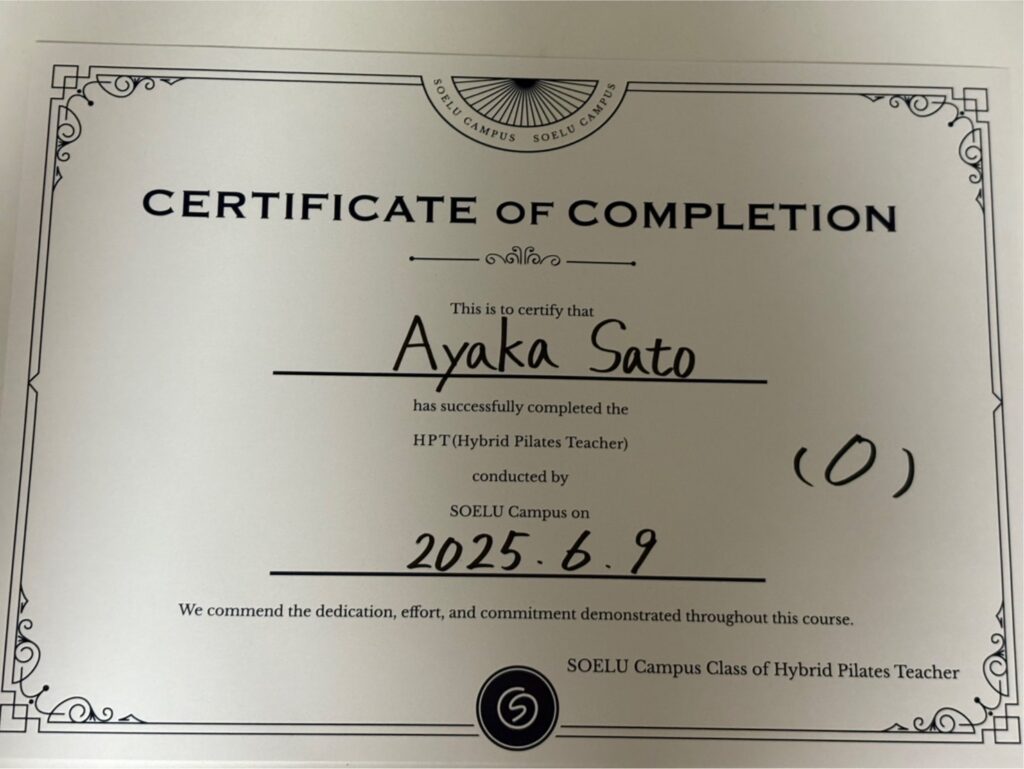 SOELU CAMPUS SOELU CAMPUS
CERTIFICATE OF COMPLETION
This is to certify that
Ayaka Sato
has successfully completed the
HPT(Hybrid Pilates Teacher)
(O)
conducted by
SOELU Campus on
2025.6.9
We commend the dedication, effort, and commitment demonstrated throughout this course.
SOELU Campus Class of Hybrid Pilates Teacher
S